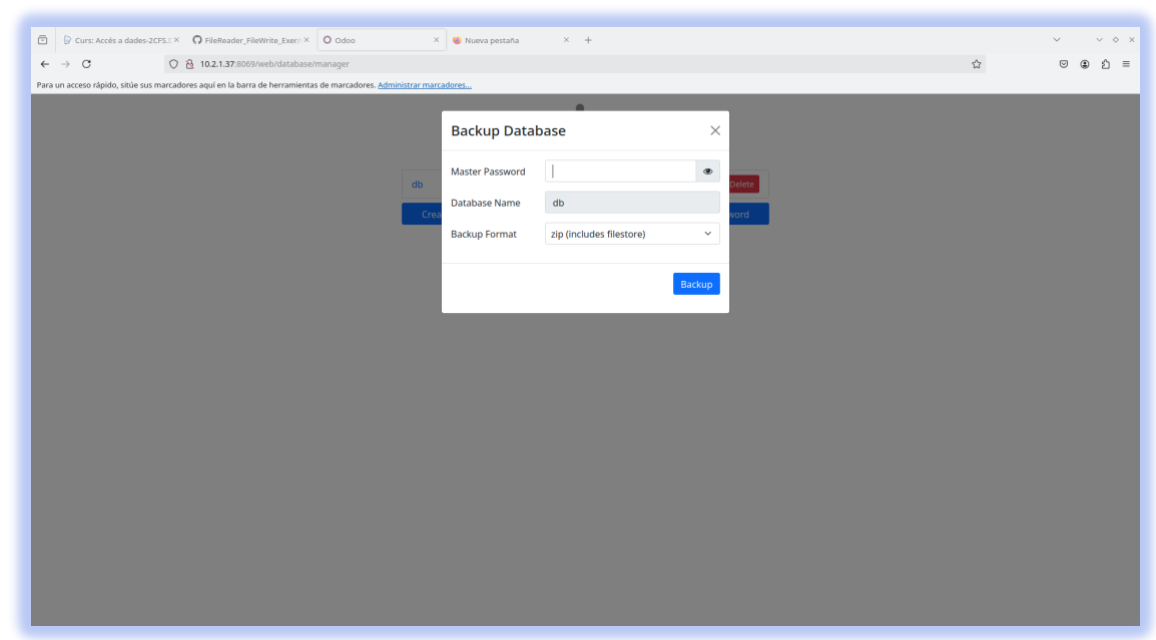 Curs: Accés a dades-2CFS. FileReader_FileWrite_Exer Odoo Nueva pestaña
10.2.1.37:8069/web/database/manager
Para un acceso rápido, sitúe sus marcadores aquí en la barra de herramientas de marcadores. Administrar marcadores...
Backup Database
Master Password
db Delete
Database Name db
Crea word
Backup Format zip (includes filestore)
Backup